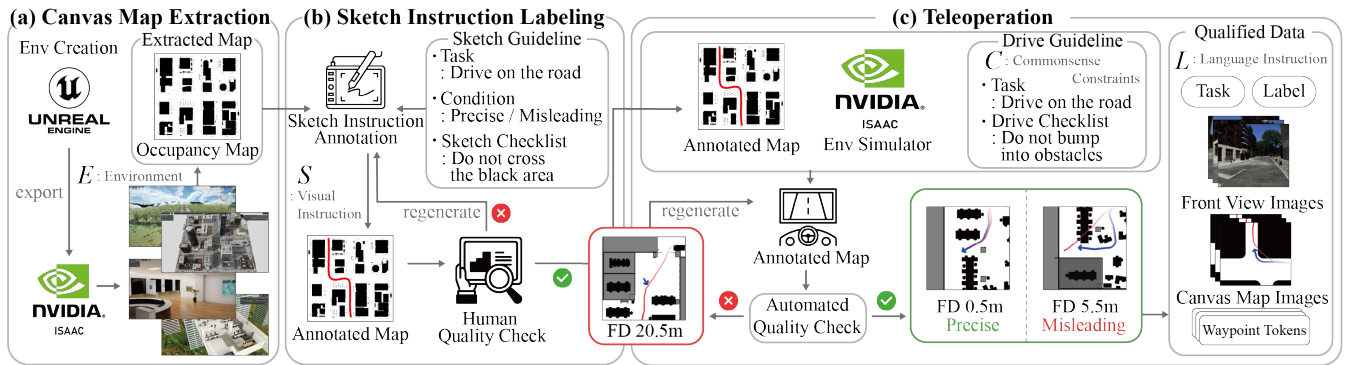 (a) Canvas Map Extraction
Env Creation
UNREAL
ENGINE
Extracted Map
Occupancy Map
export
E : Environment
NVIDIA
ISAAC
(b) Sketch Instruction Labeling
Sketch Instruction
Annotation
Sketch Guideline
· Task
: Drive on the road
· Condition
: Precise / Misleading
· Sketch Checklist
: Do not cross
the black area
S
: Visual
Instruction
regenerate
Annotated Map
Human
Quality Check
FD 20.5m
(c) Teleoperation
Annotated Map
NVIDIA.
ISAAC
Env Simulator
Drive Guideline
C : Commonsense
Constraints
· Task
: Drive on the road
· Drive Checklist
: Do not bump
into obstacles
regenerate
Annotated Map
Automated
Quality Check
FD 0.5m
Precise
FD 5.5m
Misleading
Qualified Data
L : Language Instruction
Task
Label
Front View Images
Canvas Map Images
Waypoint Tokens